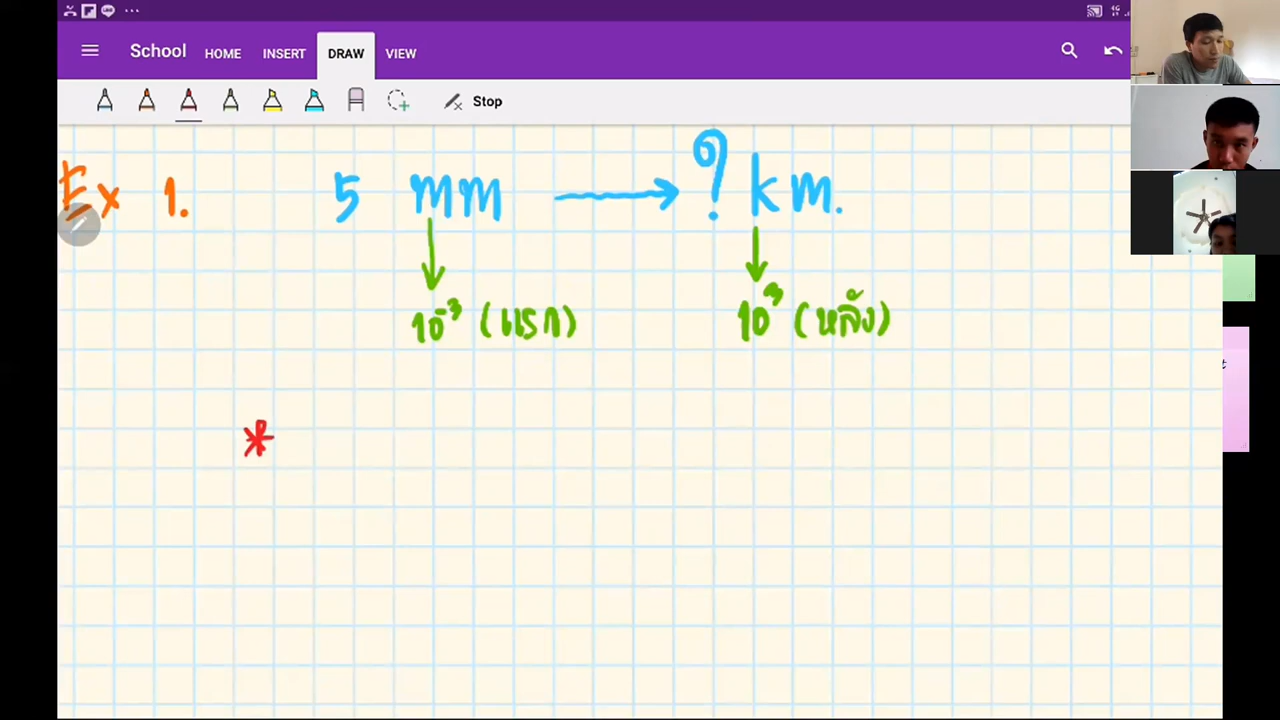 School HOME INSERT DRAW VIEW
Stop
Ex 1. 5 mm → ? km.
10⁻³ (แรก) 10³ (หลัง)
*